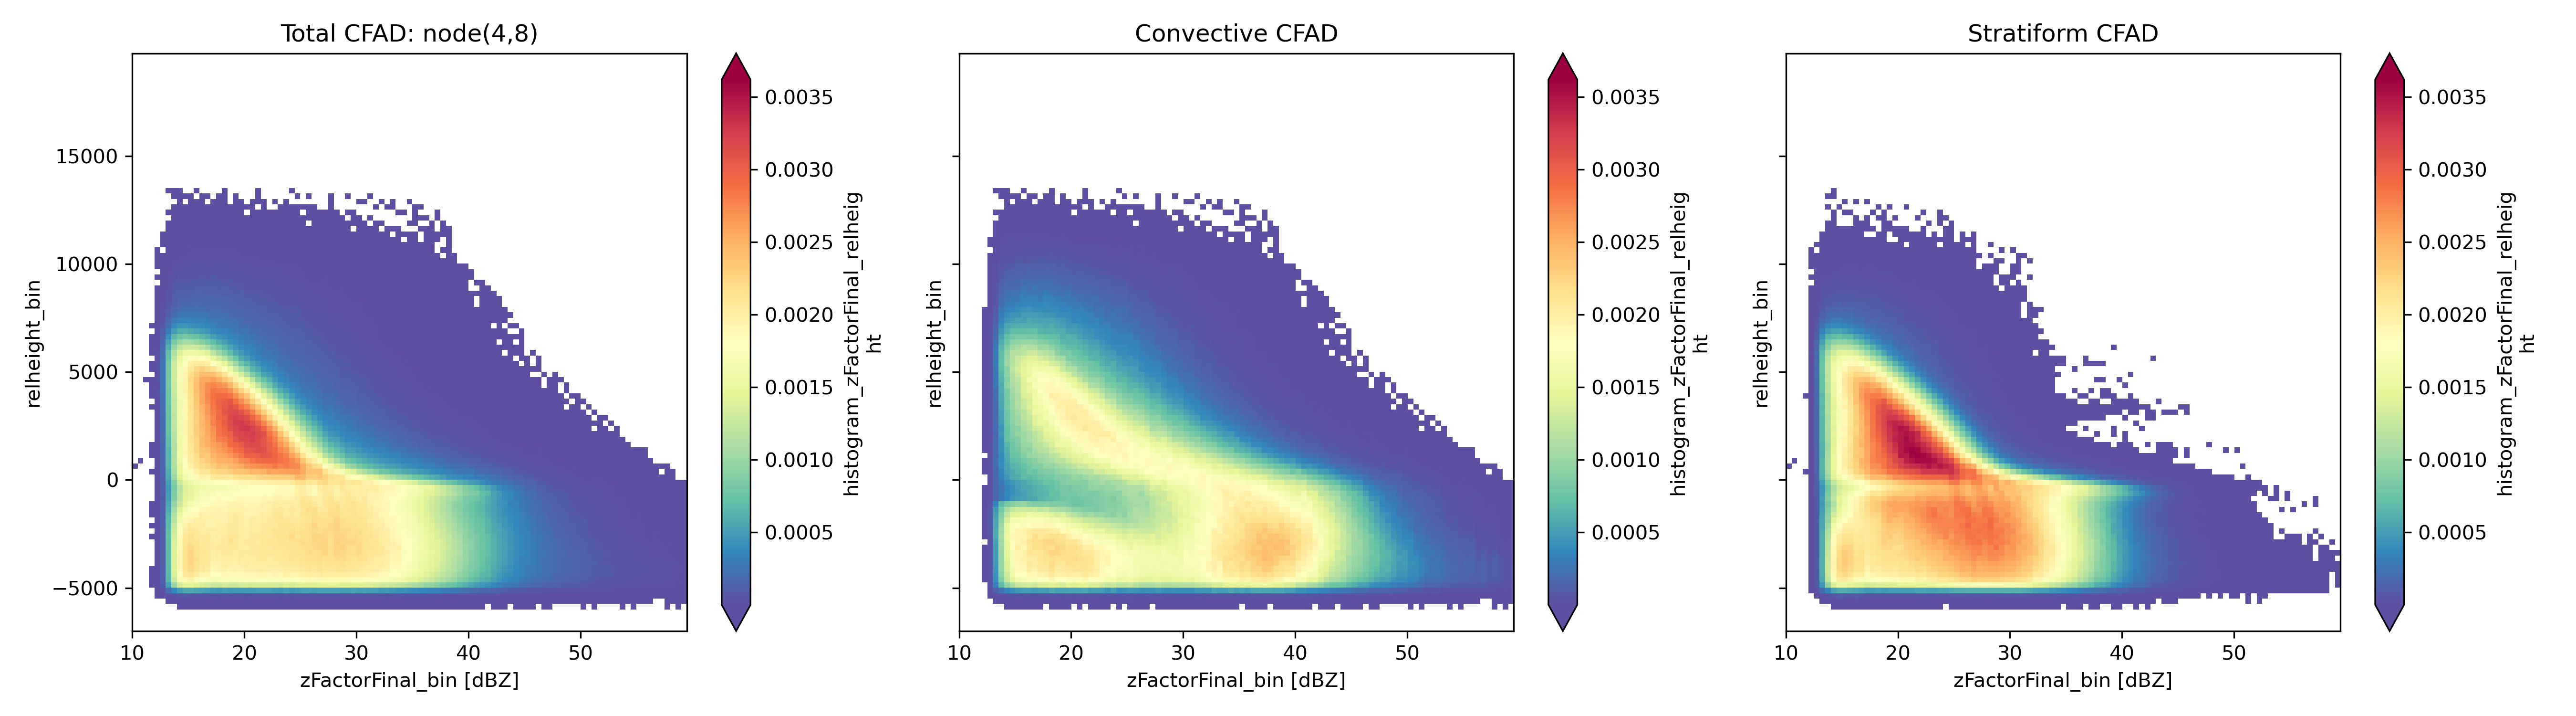 Total CFAD: node(4,8)
15000
10000
5000
0
−5000
relheight_bin
10
20
30
40
50
zFactorFinal_bin [dBZ]
0.0035
0.0030
0.0025
0.0020
0.0015
0.0010
0.0005
histogram_zFactorFinal_relheig
ht
Convective CFAD
relheight_bin
10
20
30
40
50
zFactorFinal_bin [dBZ]
0.0035
0.0030
0.0025
0.0020
0.0015
0.0010
0.0005
histogram_zFactorFinal_relheig
ht
Stratiform CFAD
relheight_bin
10
20
30
40
50
zFactorFinal_bin [dBZ]
0.0035
0.0030
0.0025
0.0020
0.0015
0.0010
0.0005
histogram_zFactorFinal_relheig
ht